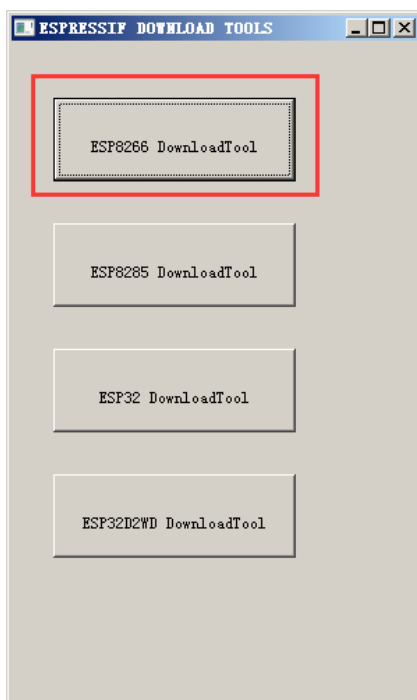 ESPRESSIF DOWNLOAD TOOLS
ESP8266 DownloadTool
ESP8285 DownloadTool
ESP32 DownloadTool
ESP32D2WD DownloadTool